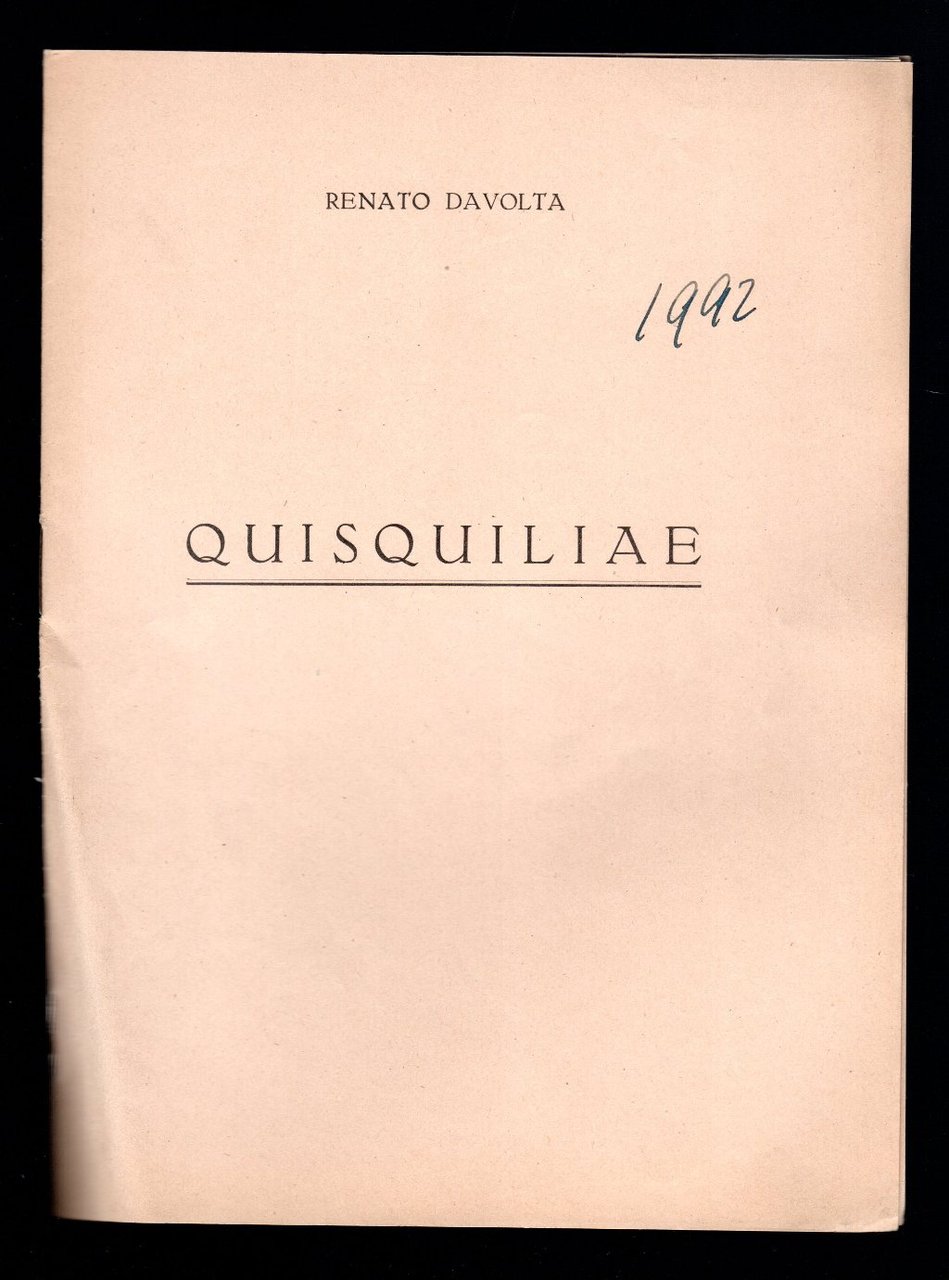 RENATO DAVOLTA
1992
QUISQUILIAE